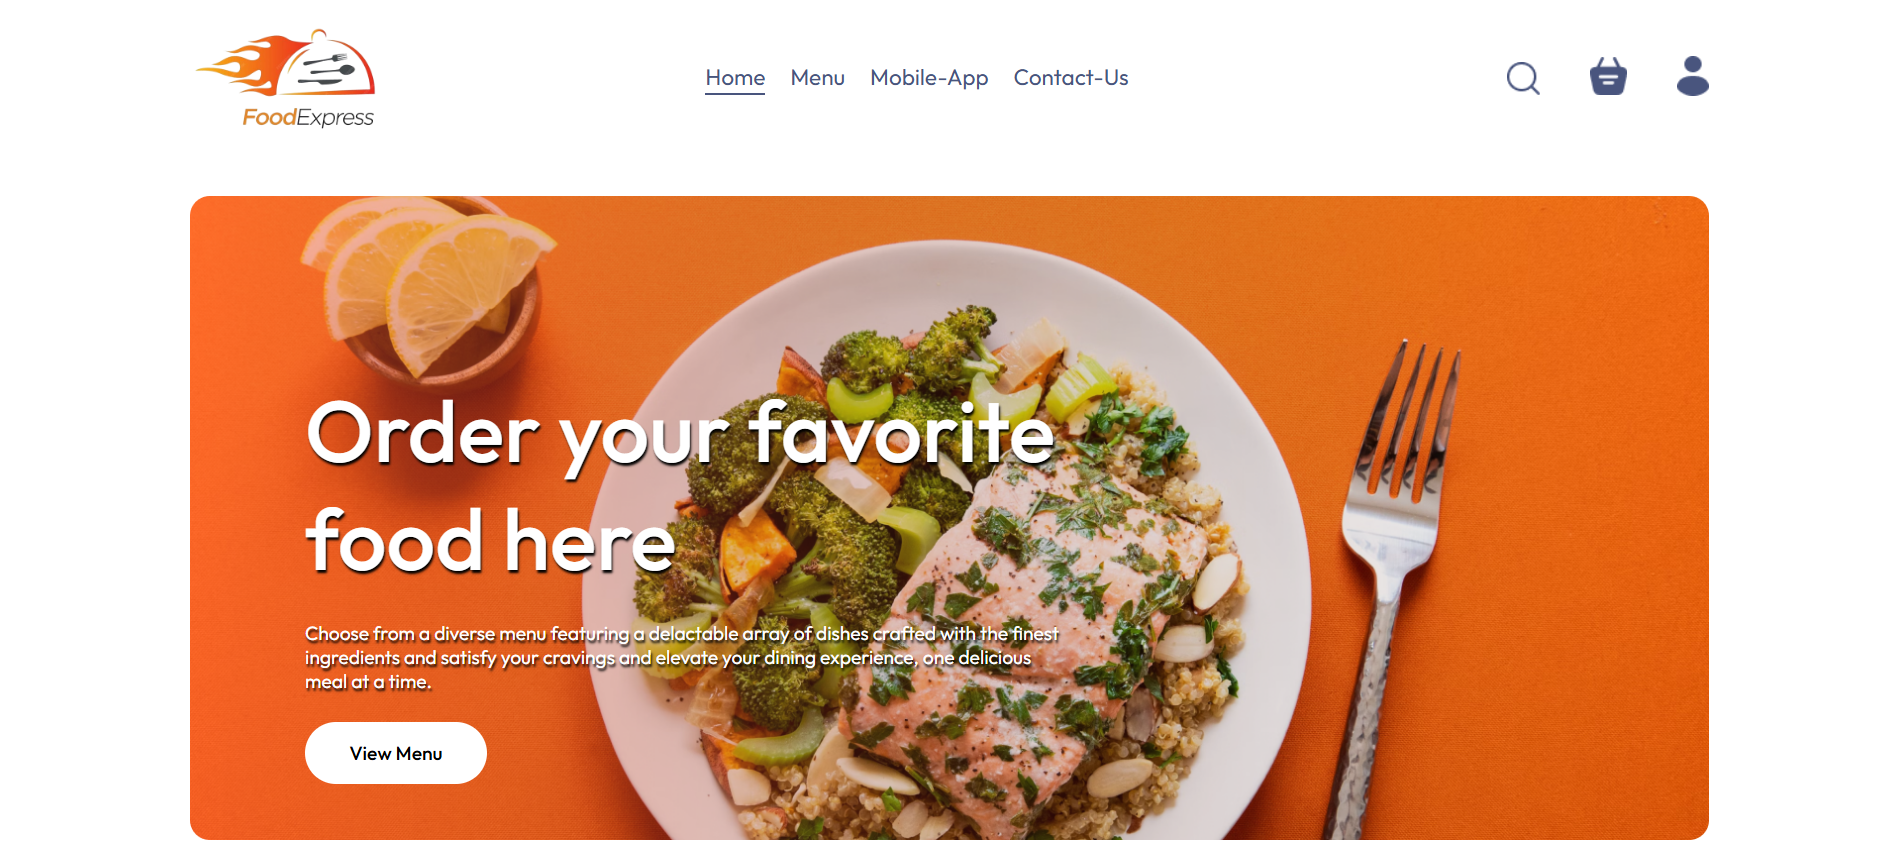 FoodExpress
Home Menu Mobile-App Contact-Us
Order your favorite
food here
Choose from a diverse menu featuring a delactable array of dishes crafted with the finest
ingredients and satisfy your cravings and elevate your dining experience, one delicious
meal at a time.
View Menu